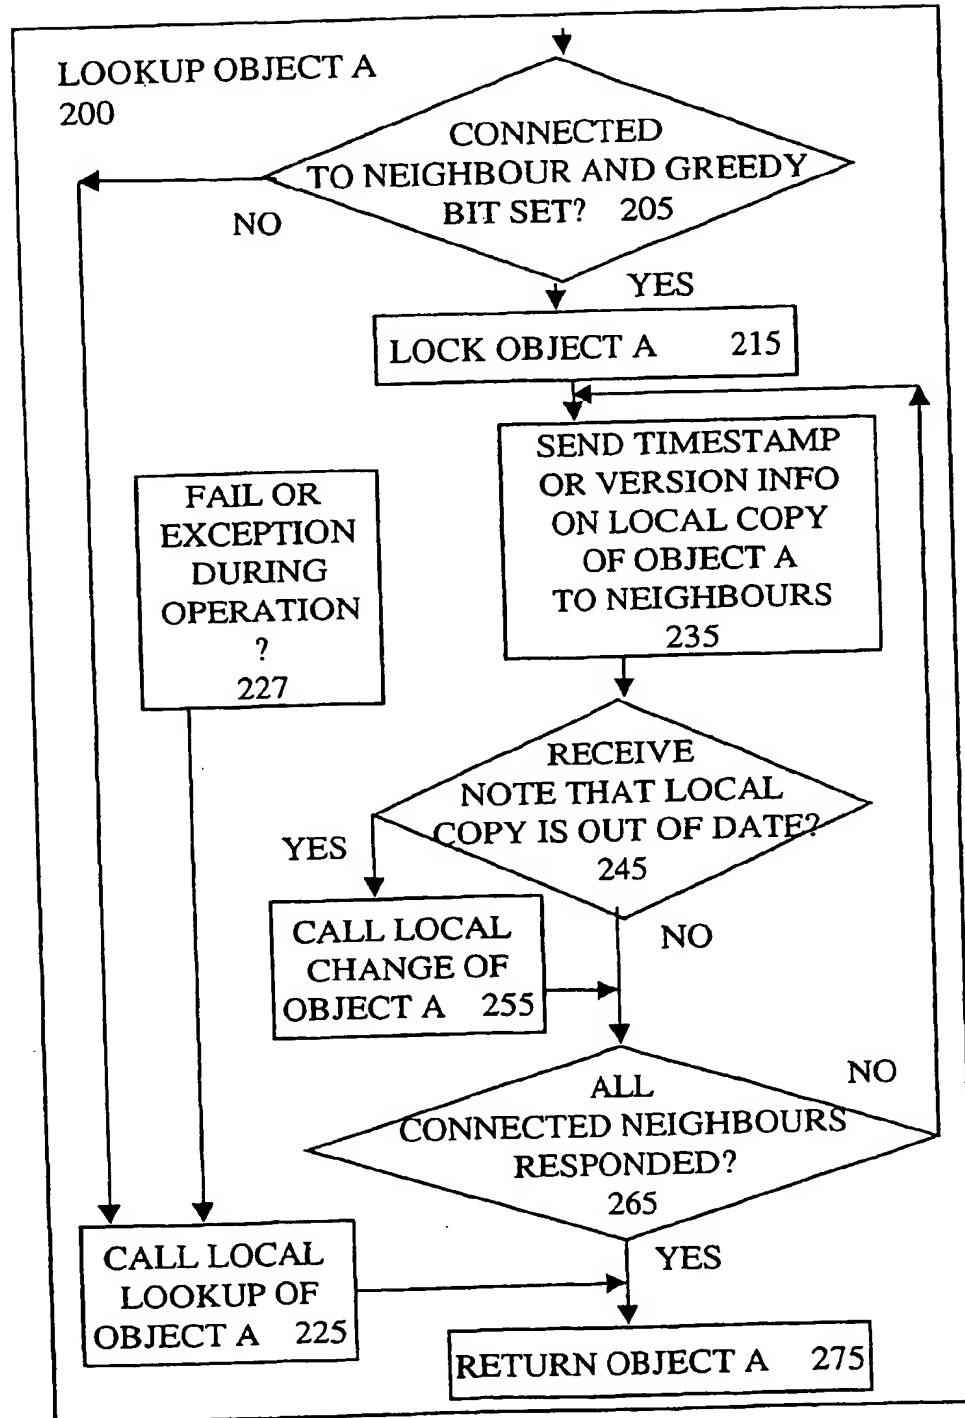 LOOKUP OBJECT A
200
CONNECTED
TO NEIGHBOUR AND GREEDY
BIT SET? 205
NO
YES
LOCK OBJECT A 215
SEND TIMESTAMP
OR VERSION INFO
ON LOCAL COPY
OF OBJECT A
TO NEIGHBOURS
235
FAIL OR
EXCEPTION
DURING
OPERATION
?
227
RECEIVE
NOTE THAT LOCAL
COPY IS OUT OF DATE?
245
YES
NO
CALL LOCAL
CHANGE OF
OBJECT A 255
ALL
CONNECTED NEIGHBOURS
RESPONDED?
265
NO
YES
CALL LOCAL
LOOKUP OF
OBJECT A 225
RETURN OBJECT A 275